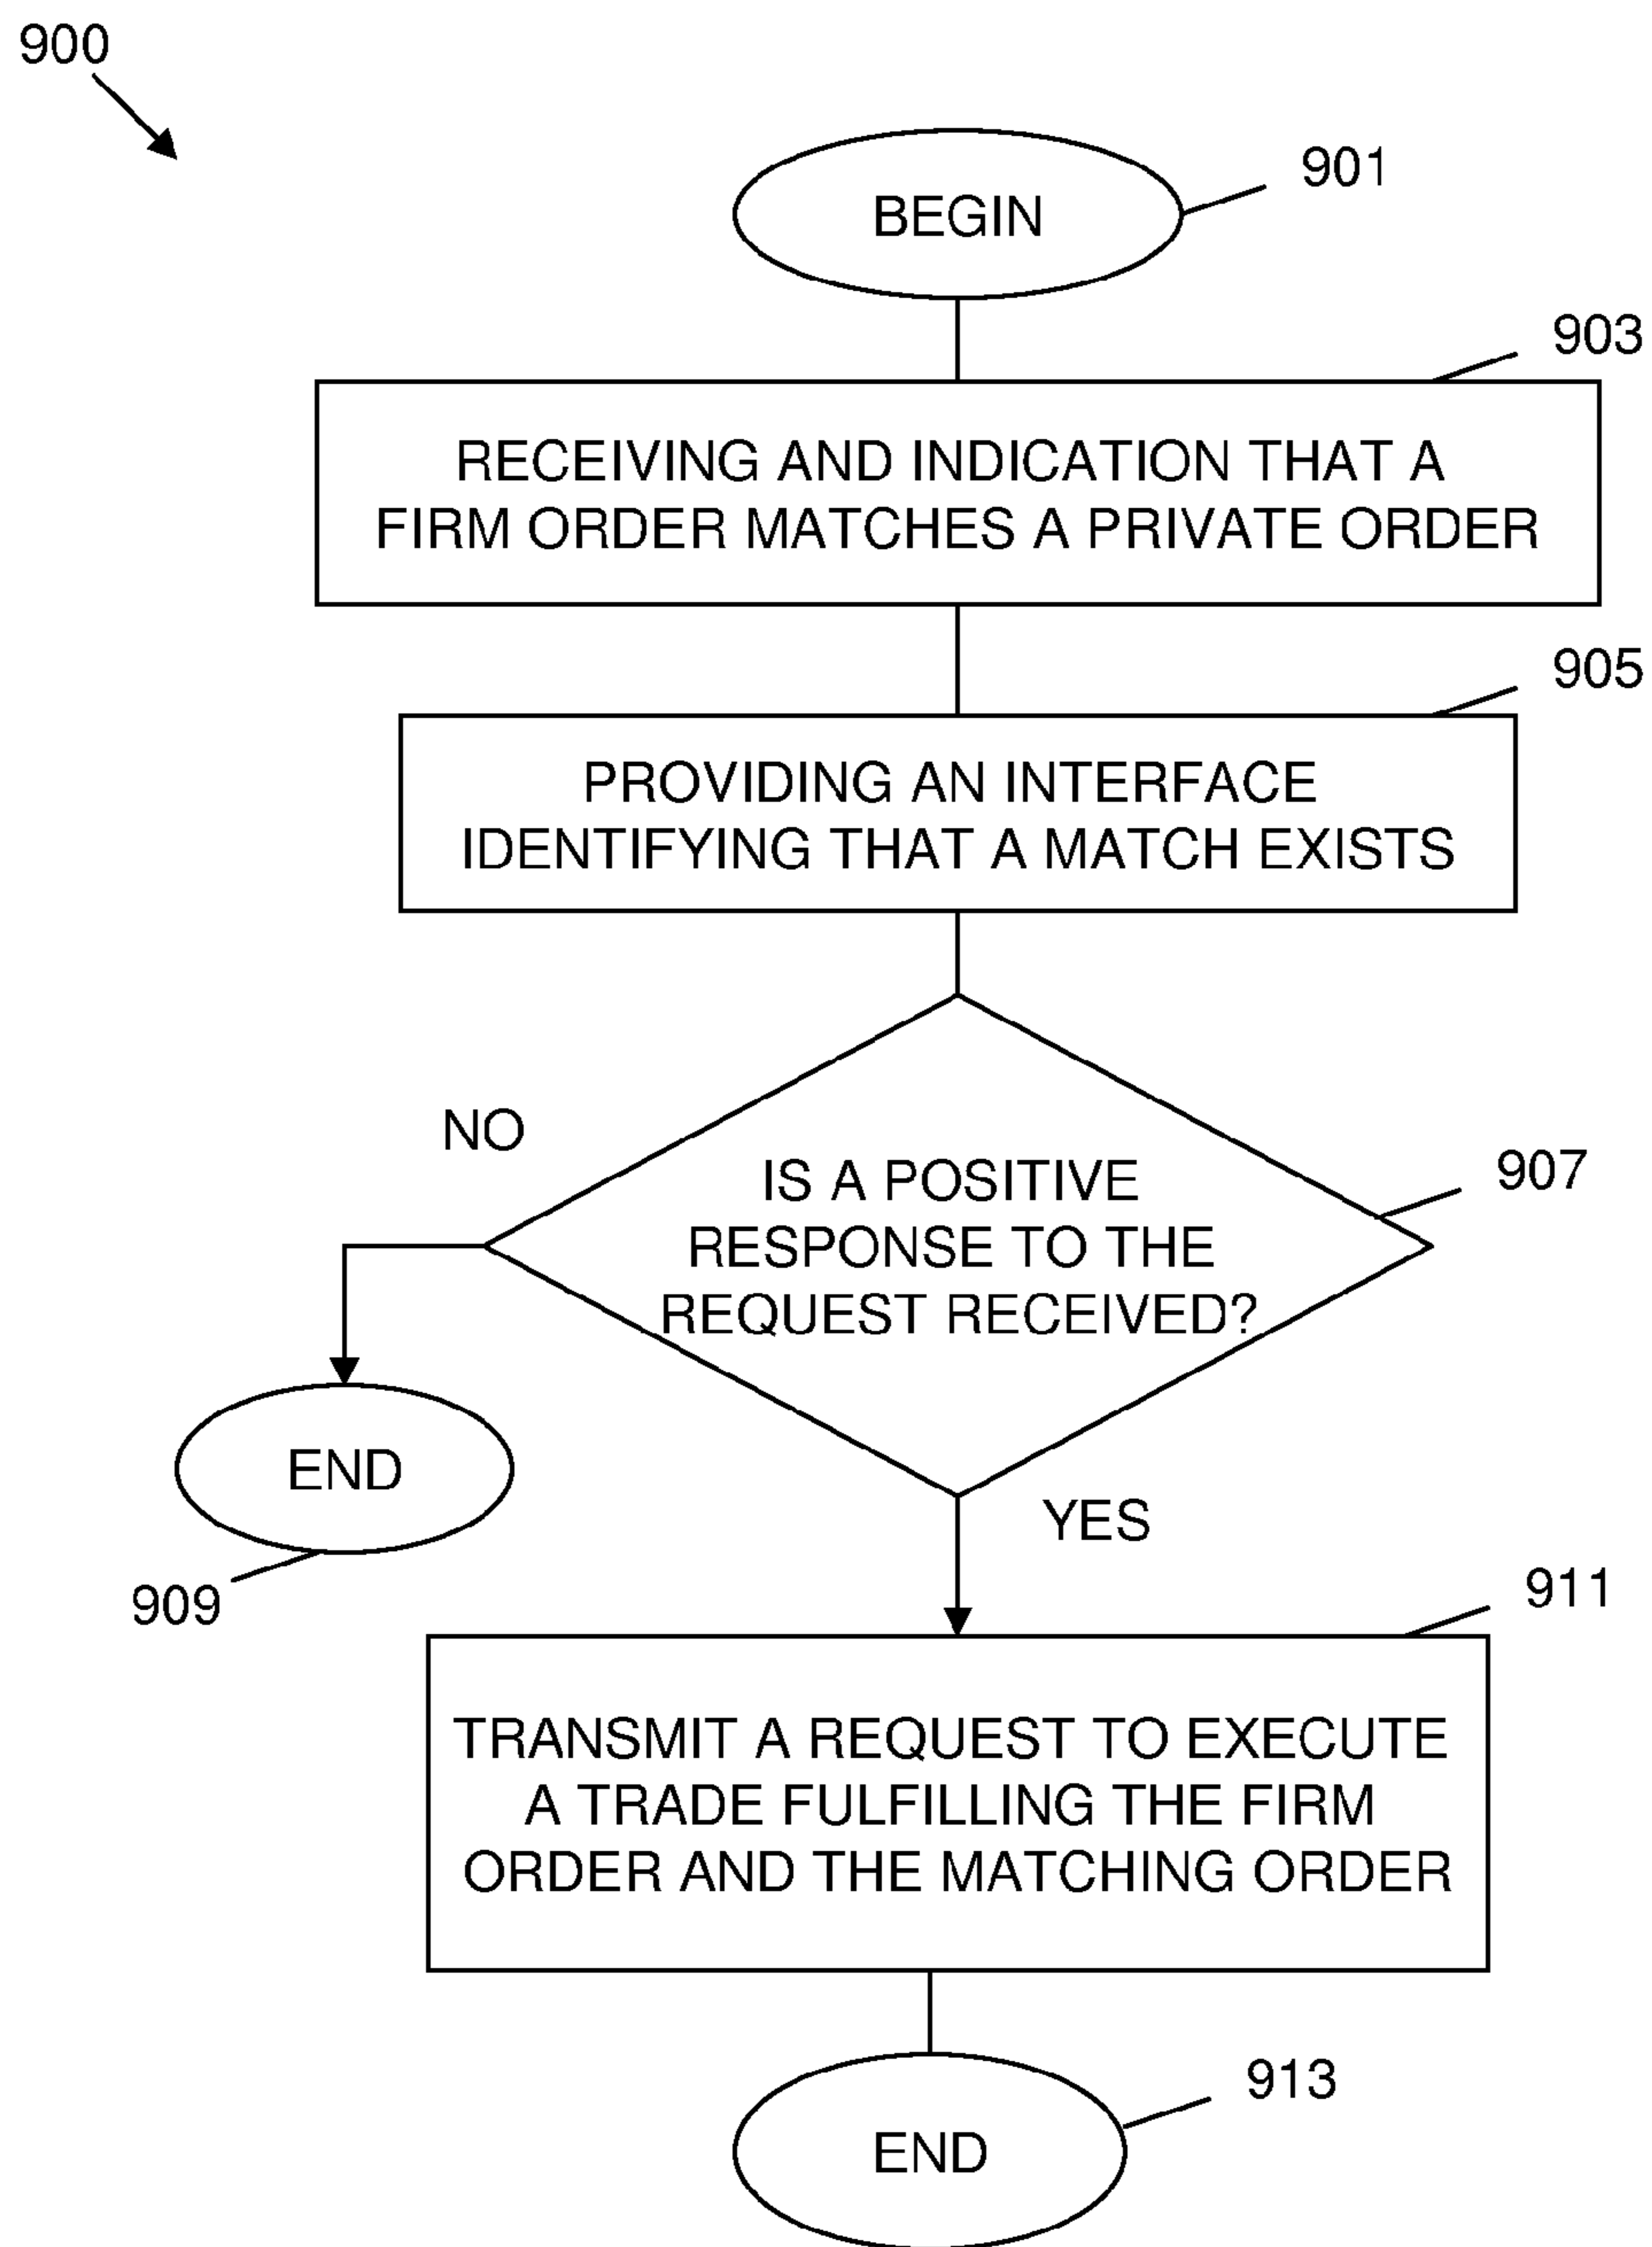 900
901
BEGIN
903
RECEIVING AND INDICATION THAT A
FIRM ORDER MATCHES A PRIVATE ORDER
905
PROVIDING AN INTERFACE
IDENTIFYING THAT A MATCH EXISTS
NO
907
IS A POSITIVE
RESPONSE TO THE
REQUEST RECEIVED?
END
909
YES
911
TRANSMIT A REQUEST TO EXECUTE
A TRADE FULFILLING THE FIRM
ORDER AND THE MATCHING ORDER
913
END